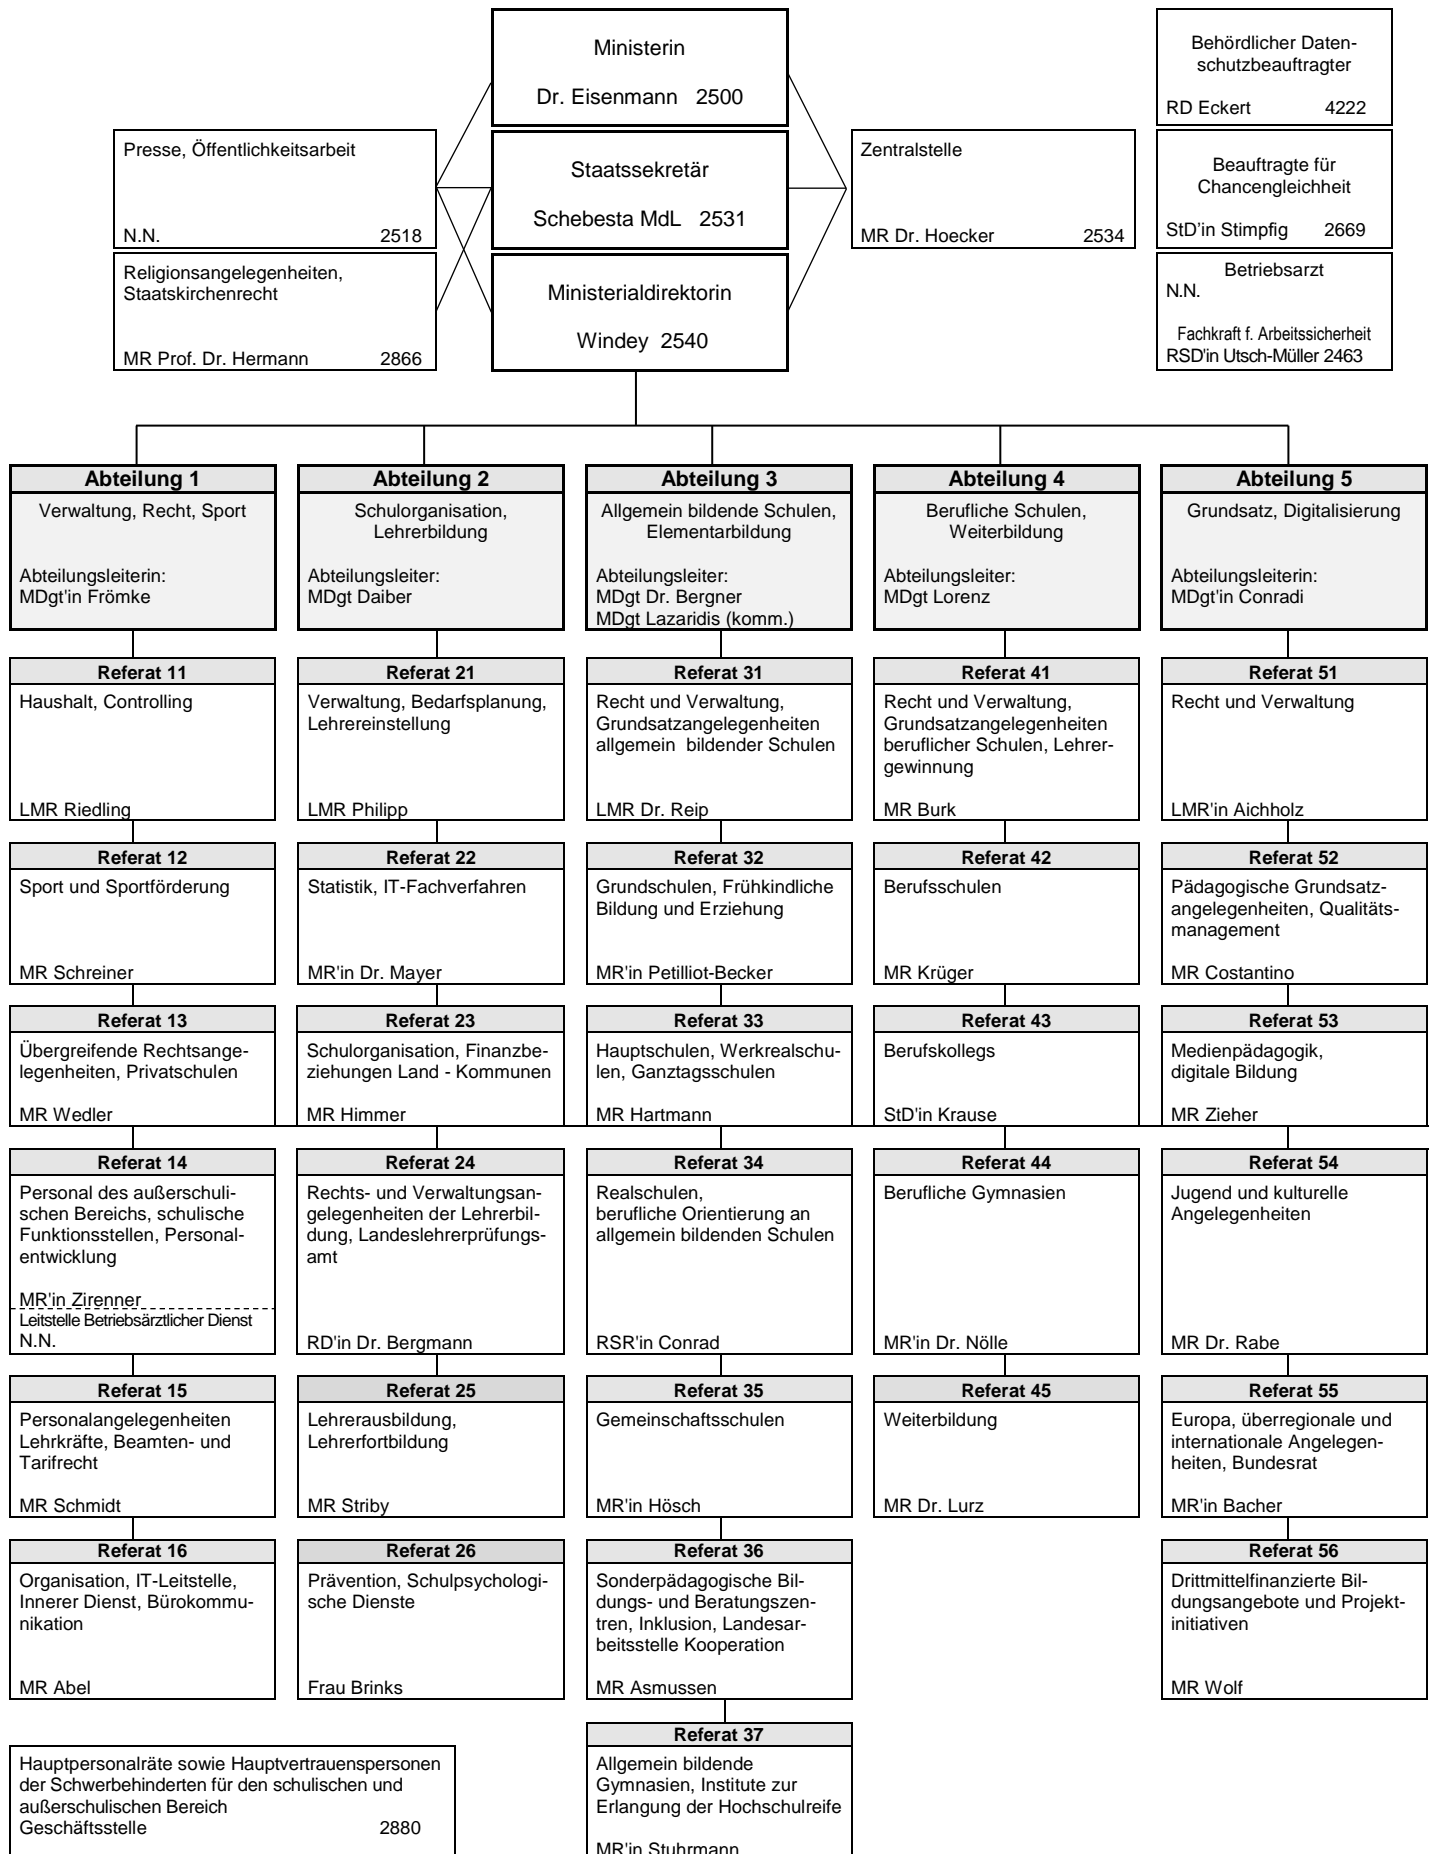 Ministerin
Dr. Eisenmann 2500
Staatssekretär
Schebesta MdL 2531
Ministerialdirektorin
Windey 2540
Presse, Öffentlichkeitsarbeit
N.N. 2518
Religionsangelegenheiten,
Staatskirchenrecht
MR Prof. Dr. Hermann 2866
Zentralstelle
MR Dr. Hoecker 2534
Behördlicher Daten-
schutzbeauftragter
RD Eckert 4222
Beauftragte für
Chancengleichheit
StD'in Stimpfig 2669
Betriebsarzt
N.N.
Fachkraft f. Arbeitssicherheit
RSD'in Utsch-Müller 2463
Abteilung 1
Verwaltung, Recht, Sport
Abteilungsleiterin:
MDgt'in Frömke
Referat 11
Haushalt, Controlling
LMR Riedling
Referat 12
Sport und Sportförderung
MR Schreiner
Referat 13
Übergreifende Rechtsange-
legenheiten, Privatschulen
MR Wedler
Referat 14
Personal des außerschuli-
schen Bereichs, schulische
Funktionsstellen, Personal-
entwicklung
MR'in Zirenner
Leitstelle Betriebsärztlicher Dienst
N.N.
Referat 15
Personalangelegenheiten
Lehrkräfte, Beamten- und
Tarifrecht
MR Schmidt
Referat 16
Organisation, IT-Leitstelle,
Innerer Dienst, Bürokommu-
nikation
MR Abel
Hauptpersonalräte sowie Hauptvertrauenspersonen
der Schwerbehinderten für den schulischen und
außerschulischen Bereich
Geschäftsstelle 2880
Abteilung 2
Schulorganisation,
Lehrerbildung
Abteilungsleiter:
MDgt Daiber
Referat 21
Verwaltung, Bedarfsplanung,
Lehrereinstellung
LMR Philipp
Referat 22
Statistik, IT-Fachverfahren
MR'in Dr. Mayer
Referat 23
Schulorganisation, Finanzbe-
ziehungen Land - Kommunen
MR Himmer
Referat 24
Rechts- und Verwaltungsan-
gelegenheiten der Lehrerbil-
dung, Landeslehrerprüfungs-
amt
RD'in Dr. Bergmann
Referat 25
Lehrerausbildung,
Lehrerfortbildung
MR Striby
Referat 26
Prävention, Schulpsychologi-
sche Dienste
Frau Brinks
Abteilung 3
Allgemein bildende Schulen,
Elementarbildung
Abteilungsleiter:
MDgt Dr. Bergner
MDgt Lazaridis (komm.)
Referat 31
Recht und Verwaltung,
Grundsatzangelegenheiten
allgemein bildender Schulen
LMR Dr. Reip
Referat 32
Grundschulen, Frühkindliche
Bildung und Erziehung
MR'in Petilliot-Becker
Referat 33
Hauptschulen, Werkrealschu-
len, Ganztagsschulen
MR Hartmann
Referat 34
Realschulen,
berufliche Orientierung an
allgemein bildenden Schulen
RSR'in Conrad
Referat 35
Gemeinschaftsschulen
MR'in Hösch
Referat 36
Sonderpädagogische Bil-
dungs- und Beratungszen-
tren, Inklusion, Landesar-
beitsstelle Kooperation
MR Asmussen
Referat 37
Allgemein bildende
Gymnasien, Institute zur
Erlangung der Hochschulreife
MR'in Stuhrmann
Abteilung 4
Berufliche Schulen,
Weiterbildung
Abteilungsleiter:
MDgt Lorenz
Referat 41
Recht und Verwaltung,
Grundsatzangelegenheiten
beruflicher Schulen, Lehrer-
gewinnung
MR Burk
Referat 42
Berufsschulen
MR Krüger
Referat 43
Berufskollegs
StD'in Krause
Referat 44
Berufliche Gymnasien
MR'in Dr. Nölle
Referat 45
Weiterbildung
MR Dr. Lurz
Abteilung 5
Grundsatz, Digitalisierung
Abteilungsleiterin:
MDgt'in Conradi
Referat 51
Recht und Verwaltung
LMR'in Aichholz
Referat 52
Pädagogische Grundsatz-
angelegenheiten, Qualitäts-
management
MR Costantino
Referat 53
Medienpädagogik,
digitale Bildung
MR Zieher
Referat 54
Jugend und kulturelle
Angelegenheiten
MR Dr. Rabe
Referat 55
Europa, überregionale und
internationale Angelegen-
heiten, Bundesrat
MR'in Bacher
Referat 56
Drittmittelfinanzierte Bil-
dungsangebote und Projekt-
initiativen
MR Wolf